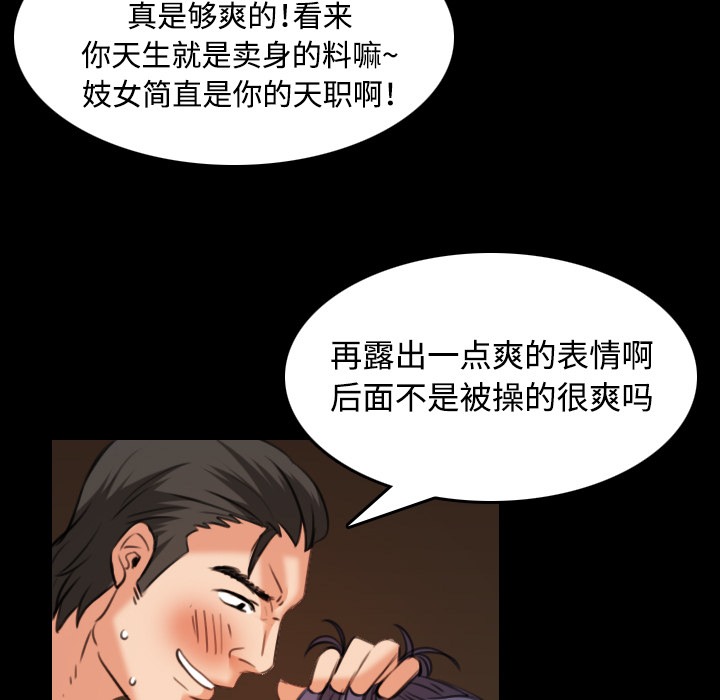 真是够爽的！看来
你天生就是卖身的料嘛~
妓女简直是你的天职啊！
再露出一点爽的表情啊
后面不是被操的很爽吗